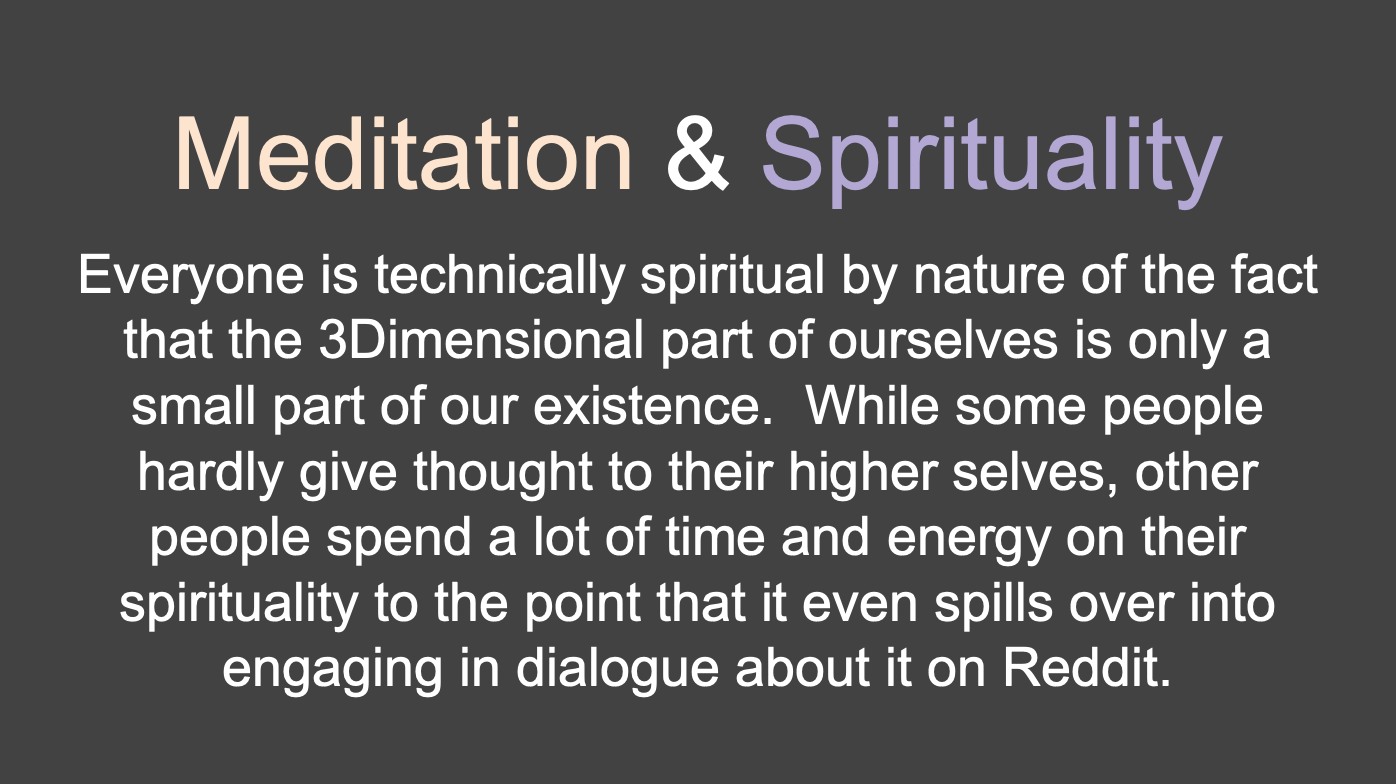 Meditation & Spirituality
Everyone is technically spiritual by nature of the fact
that the 3Dimensional part of ourselves is only a
small part of our existence.  While some people
hardly give thought to their higher selves, other
people spend a lot of time and energy on their
spirituality to the point that it even spills over into
engaging in dialogue about it on Reddit.